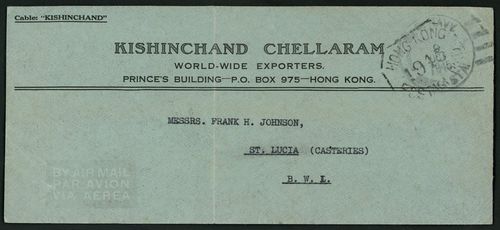 Cable: "KISHINCHAND"
KISHINCHAND CHELLARAM
WORLD-WIDE EXPORTERS.
PRINCE'S BUILDING—P.O. BOX 975—HONG KONG.
HONG KONG
MESSRS. FRANK H. JOHNSON,
ST. LUCIA (CASTERIES)
B. W. I.
BY AIR MAIL
PAR AVION
VIA AEREA